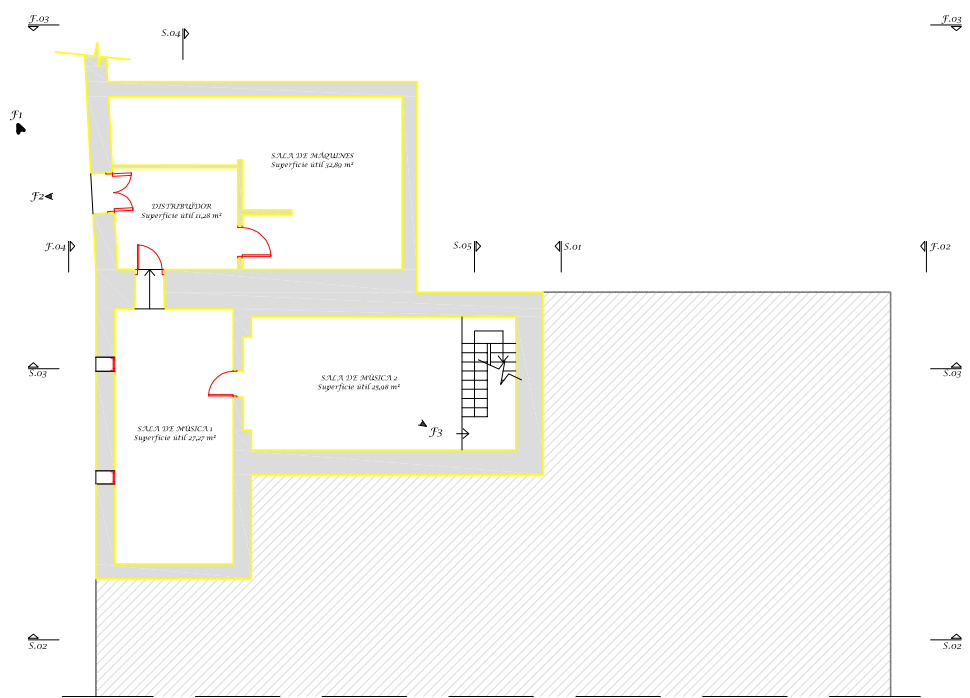 F.03
F.03
S.04
F1
SALA DE MÀQUINES
Superfície útil 32,89 m²
F2
DISTRIBUÏDOR
Superfície útil 11,28 m²
F.04
S.05
S.01
F.02
S.03
S.03
SALA DE MÚSICA 2
Superfície útil 25,98 m²
SALA DE MÚSICA 1
Superfície útil 27,27 m²
F3
S.02
S.02